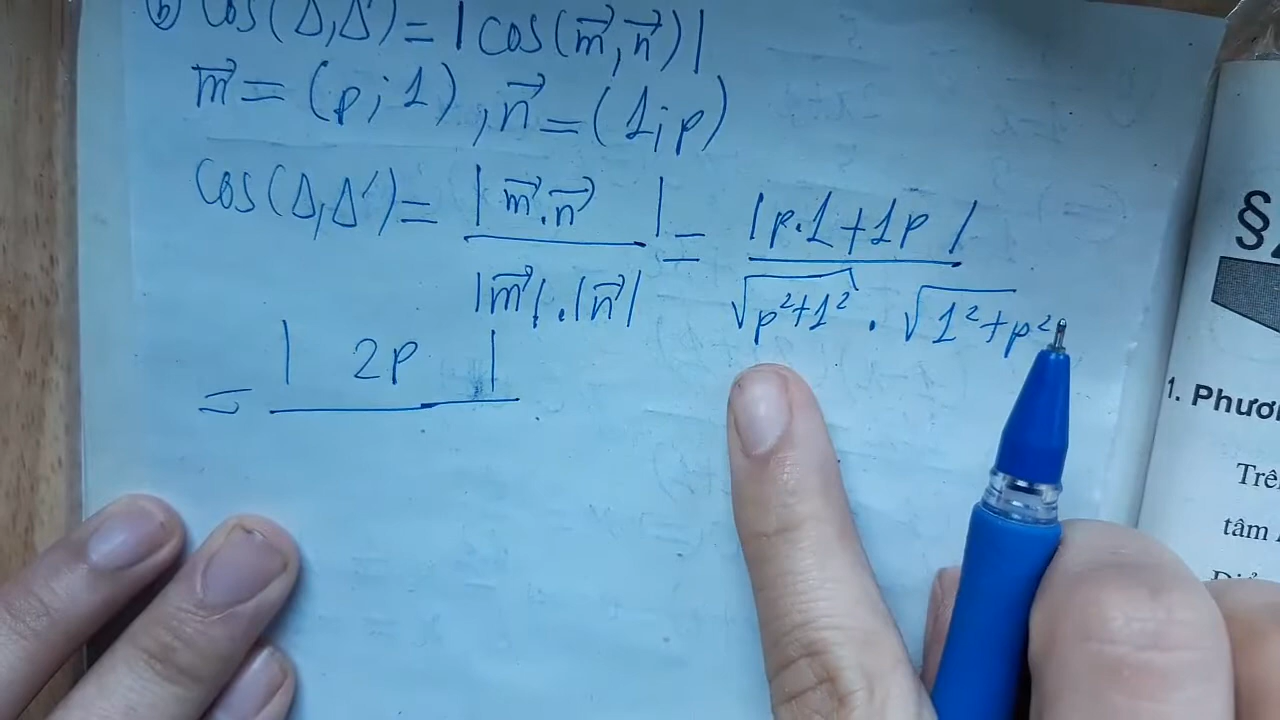 b) cos(Δ,Δ') = |cos(m⃗,n⃗)|
m⃗ = (p;1), n⃗ = (1;p)
cos(Δ,Δ') = |m⃗.n⃗| / |m⃗|.|n⃗| = |p.1+1p| / √(p²+1²) . √(1²+p²)
= |2p|
§
1. Phươ
Trê
tâm